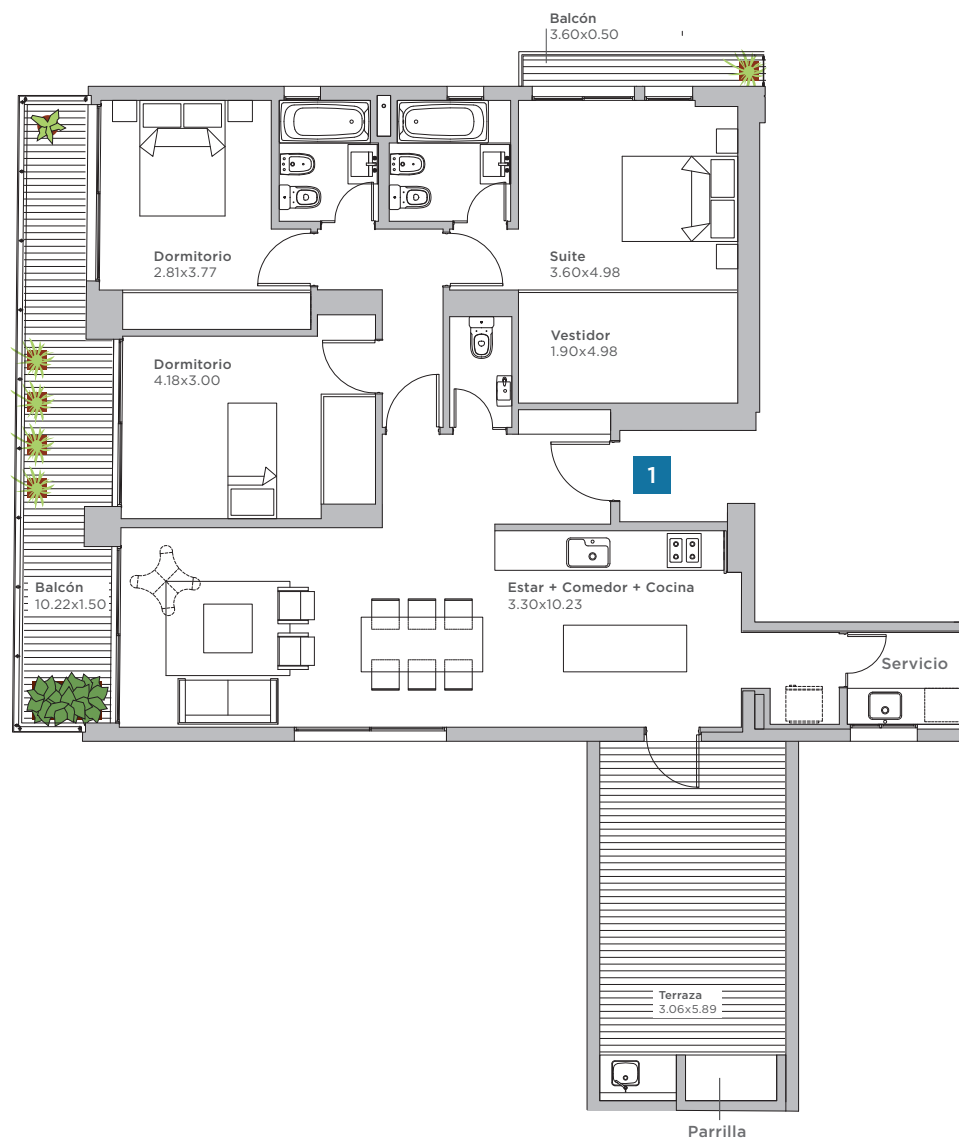 Balcón
3.60x0.50
Dormitorio
2.81x3.77
Suite
3.60x4.98
Vestidor
1.90x4.98
Dormitorio
4.18x3.00
1
Balcón
10.22x1.50
Estar + Comedor + Cocina
3.30x10.23
Servicio
Terraza
3.06x5.89
Parrilla